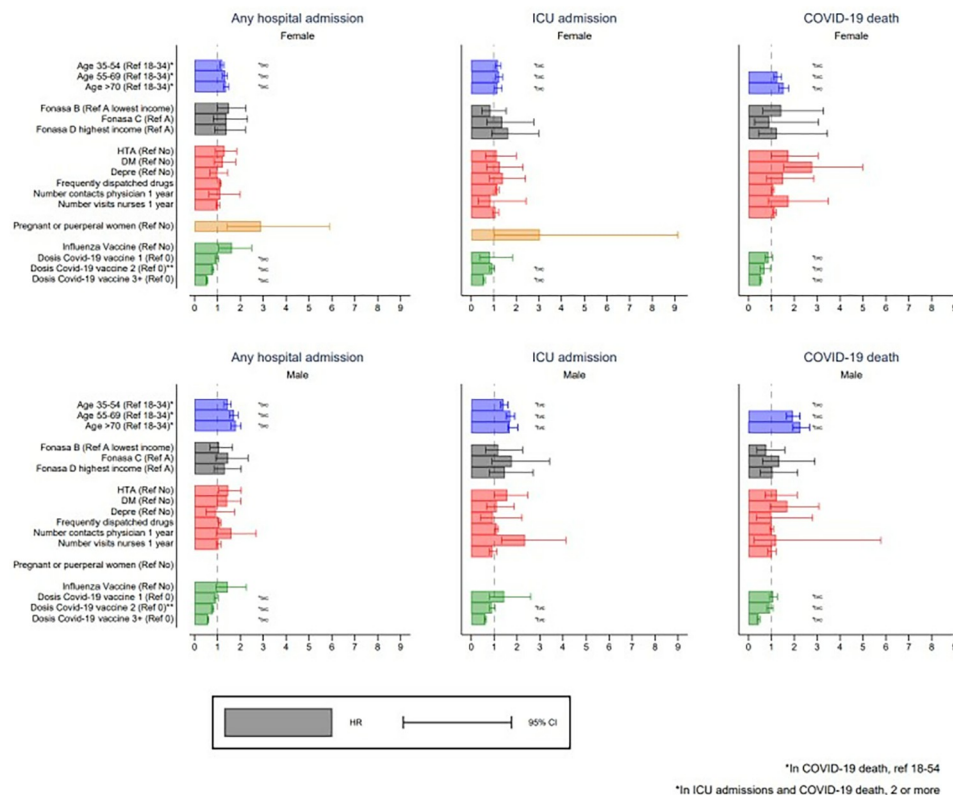 Any hospital admission
Female
Age 35-54 (Ref 18-34)*
Age 55-69 (Ref 18-34)*
Age >70 (Ref 18-34)*
Fonasa B (Ref A lowest income)
Fonasa C (Ref A)
Fonasa D highest income (Ref A)
HTA (Ref No)
DM (Ref No)
Depre (Ref No)
Frequently dispatched drugs
Number contacts physician 1 year
Number visits nurses 1 year
Pregnant or puerperal women (Ref No)
Influenza Vaccine (Ref No)
Dosis Covid-19 vaccine 1 (Ref 0)
Dosis Covid-19 vaccine 2 (Ref 0)**
Dosis Covid-19 vaccine 3+ (Ref 0)
0 1 2 3 4 5 6 7 8 9
ICU admission
Female
0 1 2 3 4 5 6 7 8 9
COVID-19 death
Female
0 1 2 3 4 5 6 7 8 9
Any hospital admission
Male
Age 35-54 (Ref 18-34)*
Age 55-69 (Ref 18-34)*
Age >70 (Ref 18-34)*
Fonasa B (Ref A lowest income)
Fonasa C (Ref A)
Fonasa D highest income (Ref A)
HTA (Ref No)
DM (Ref No)
Depre (Ref No)
Frequently dispatched drugs
Number contacts physician 1 year
Number visits nurses 1 year
Pregnant or puerperal women (Ref No)
Influenza Vaccine (Ref No)
Dosis Covid-19 vaccine 1 (Ref 0)
Dosis Covid-19 vaccine 2 (Ref 0)**
Dosis Covid-19 vaccine 3+ (Ref 0)
0 1 2 3 4 5 6 7 8 9
ICU admission
Male
0 1 2 3 4 5 6 7 8 9
COVID-19 death
Male
0 1 2 3 4 5 6 7 8 9
HR
95% CI
*In COVID-19 death, ref 18-54
*In ICU admissions and COVID-19 death, 2 or more